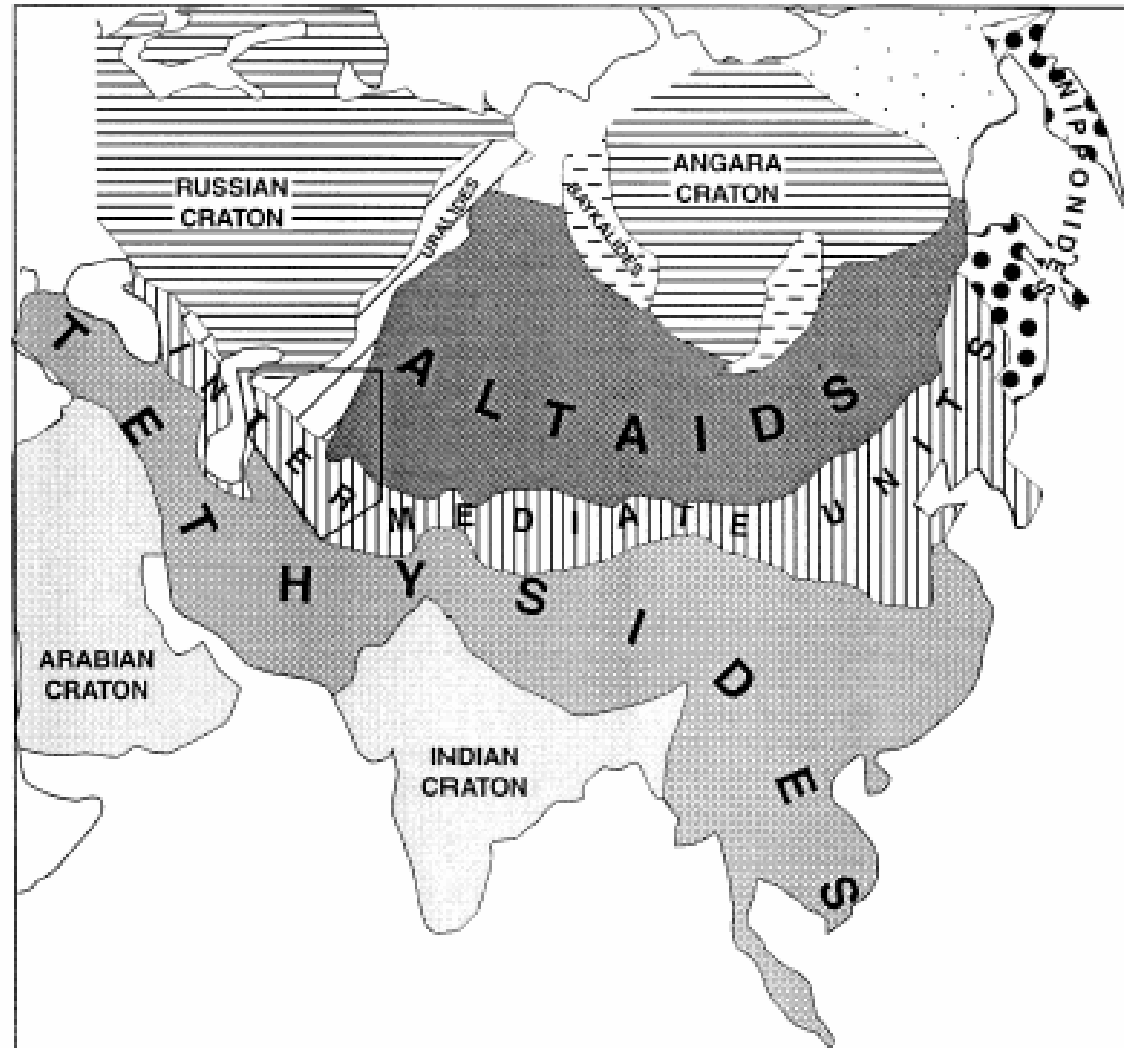 RUSSIAN
CRATON
ANGARA
CRATON
URALIDES
BAYKALIDES
NIPPONIDES
ALTAIDS
INTERMEDIATE UNITS
TETHYSIDES
ARABIAN
CRATON
INDIAN
CRATON